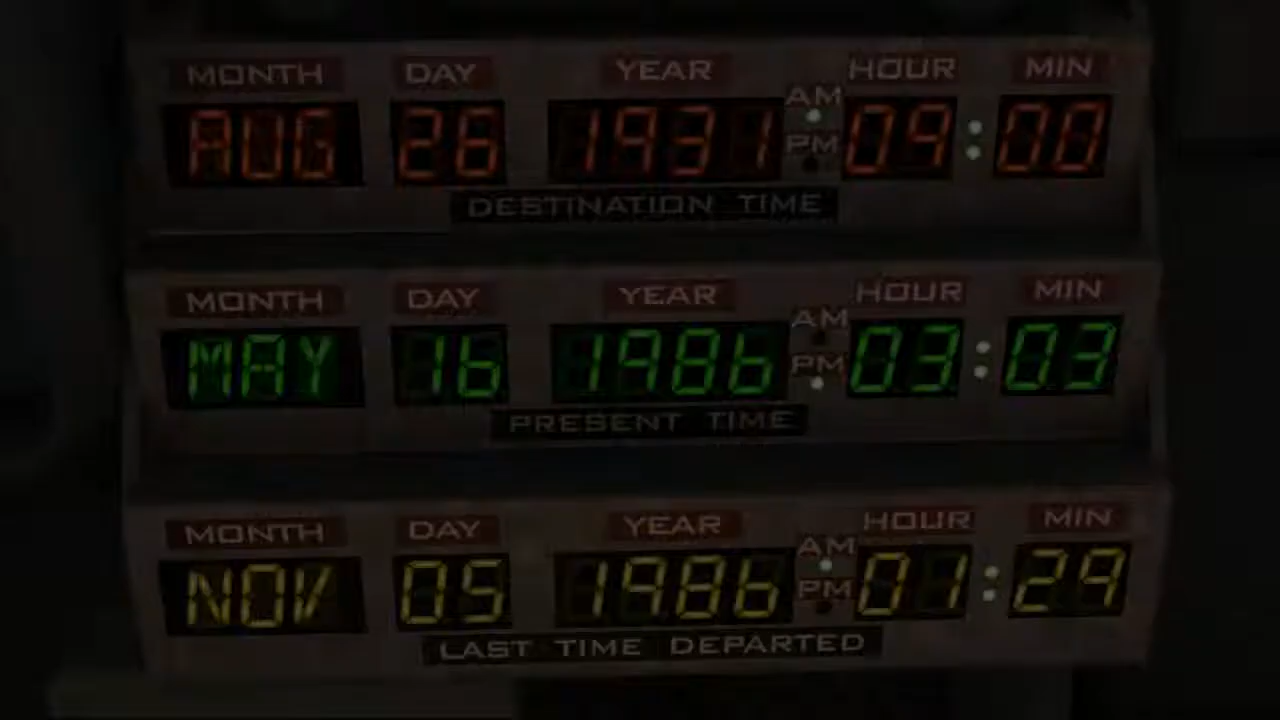 MONTH DAY YEAR AM PM HOUR MIN
AUG 28 1931 09:00
DESTINATION TIME
MONTH DAY YEAR AM PM HOUR MIN
MAY 16 1986 03:03
PRESENT TIME
MONTH DAY YEAR AM PM HOUR MIN
NOV 05 1986 01:29
LAST TIME DEPARTED